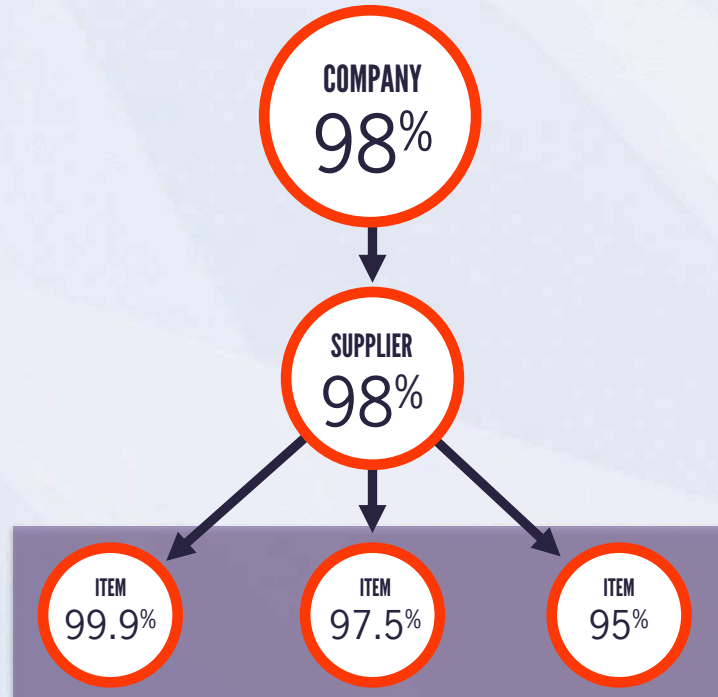 COMPANY
98%
SUPPLIER
98%
ITEM
99.9%
ITEM
97.5%
ITEM
95%